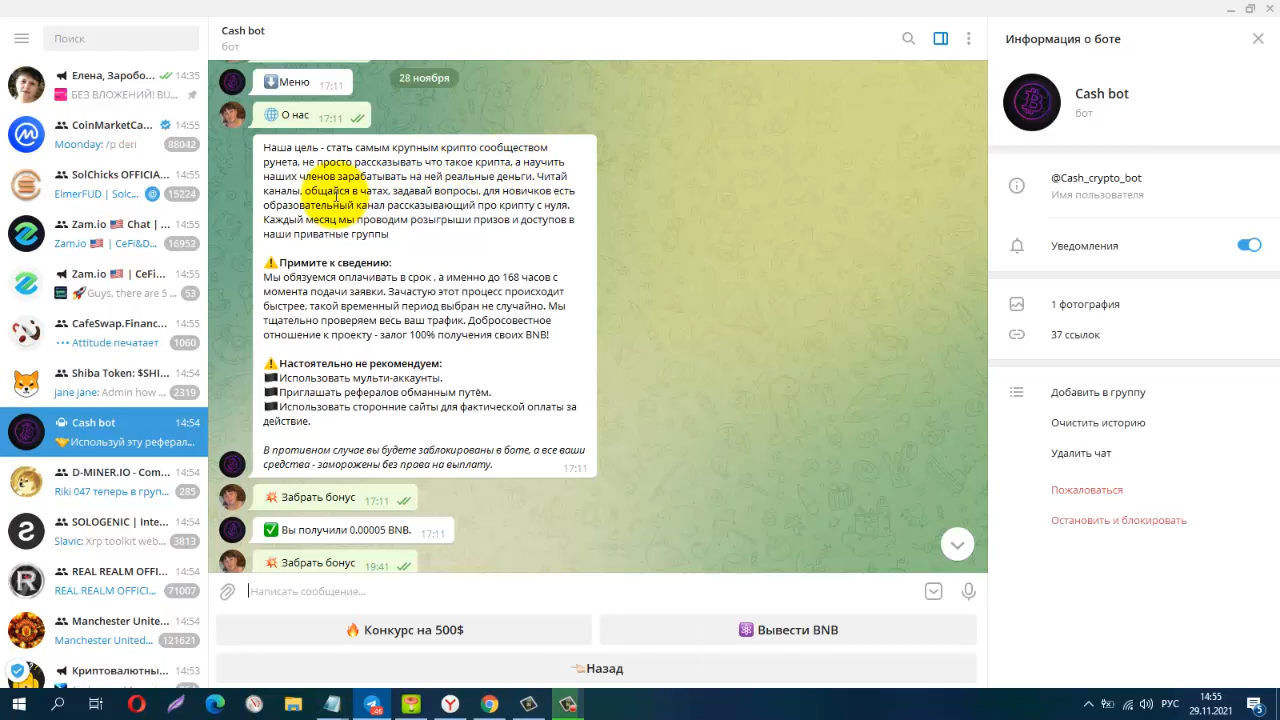 Поиск
Елена, Заробо... 14:35
БЕЗ ВЛОЖЕНИЙ! BU...
CoinMarketCa... 14:55
Moonday: /p deri 88042
SolChicks OFFICIA... 14:55
ElmerFUD | Solc... @ 15224
Zam.io 🇺🇸 Chat | ... 14:55
Zam.io 🇺🇸 | CeFi&D... 16952
Zam.io 🇺🇸 | CeFi... 14:55
🚀Guys, there are 5 ... 53
CafeSwap.Financ... 14:55
Attitude печатает 1060
Shiba Token: $SHI... 14:55
jane jane: Admin how ... 2319
Cash bot 14:54
🤝Используй эту реферал...
D-MINER.IO - Com... 14:54
Riki 047 теперь в груп... 285
SOLOGENIC | Inte... 14:54
Slavic: Xrp toolkit web... 3813
REAL REALM OFFI... 14:54
REAL REALM OFFICI... 71007
Manchester Unite... 14:54
Manchester United... 121621
Криптовалютны... 14:53
Cash bot
бот
28 ноября
⬇️Меню 17:11
🌐 О нас 17:11
Наша цель - стать самым крупным крипто сообществом
рунета, не просто рассказывать что такое крипта, а научить
наших членов зарабатывать на ней реальные деньги. Читай
каналы, общайся в чатах, задавай вопросы, для новичков есть
образовательный канал рассказывающий про крипту с нуля.
Каждый месяц мы проводим розыгрыши призов и доступов в
наши приватные группы
⚠️Примите к сведению:
Мы обязуемся оплачивать в срок , а именно до 168 часов с
момента подачи заявки. Зачастую этот процесс происходит
быстрее, такой временный период выбран не случайно. Мы
тщательно проверяем весь ваш трафик. Добросовестное
отношение к проекту - залог 100% получения своих BNB!
⚠️Настоятельно не рекомендуем:
🏴Использовать мульти-аккаунты.
🏴Приглашать рефералов обманным путём.
🏴Использовать сторонние сайты для фактической оплаты за
действие.
В противном случае вы будете заблокированы в боте, а все ваши
средства - заморожены без права на выплату. 17:11
💥 Забрать бонус 17:11
✅ Вы получили 0.00005 BNB. 17:11
💥 Забрать бонус 19:41
Написать сообщение...
🔥 Конкурс на 500$
⚛️ Вывести BNB
👈🏻Назад
Информация о боте
Cash bot
бот
@Cash_crypto_bot
Имя пользователя
Уведомления
1 фотография
37 ссылок
Добавить в группу
Очистить историю
Удалить чат
Пожаловаться
Остановить и блокировать
РУС
14:55
29.11.2021
5